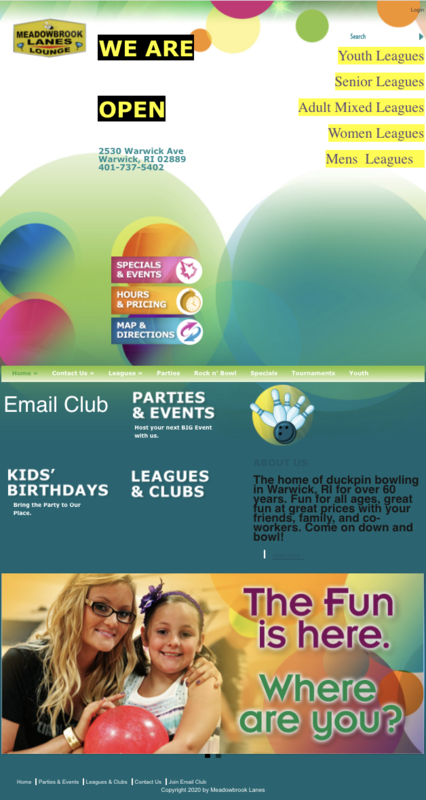 Login
MEADOWBROOK
LANES
LOUNGE
WE ARE
OPEN
2530 Warwick Ave
Warwick, RI 02889
401-737-5402
Search
Youth Leagues
Senior Leagues
Adult Mixed Leagues
Women Leagues
Mens Leagues
SPECIALS
& EVENTS
HOURS
& PRICING
MAP &
DIRECTIONS
Home Contact Us Leagues Parties Rock n' Bowl Specials Tournaments Youth
Email Club
PARTIES
& EVENTS
Host your next BIG Event
with us.
KIDS'
BIRTHDAYS
Bring the Party to Our
Place.
LEAGUES
& CLUBS
ABOUT US
The home of duckpin bowling
in Warwick, RI for over 60
years. Fun for all ages, great
fun at great prices with your
friends, family, and co-
workers. Come on down and
bowl!
The Fun
is here.
Where
are you?
Home Parties & Events Leagues & Clubs Contact Us Join Email Club
Copyright 2020 by Meadowbrook Lanes